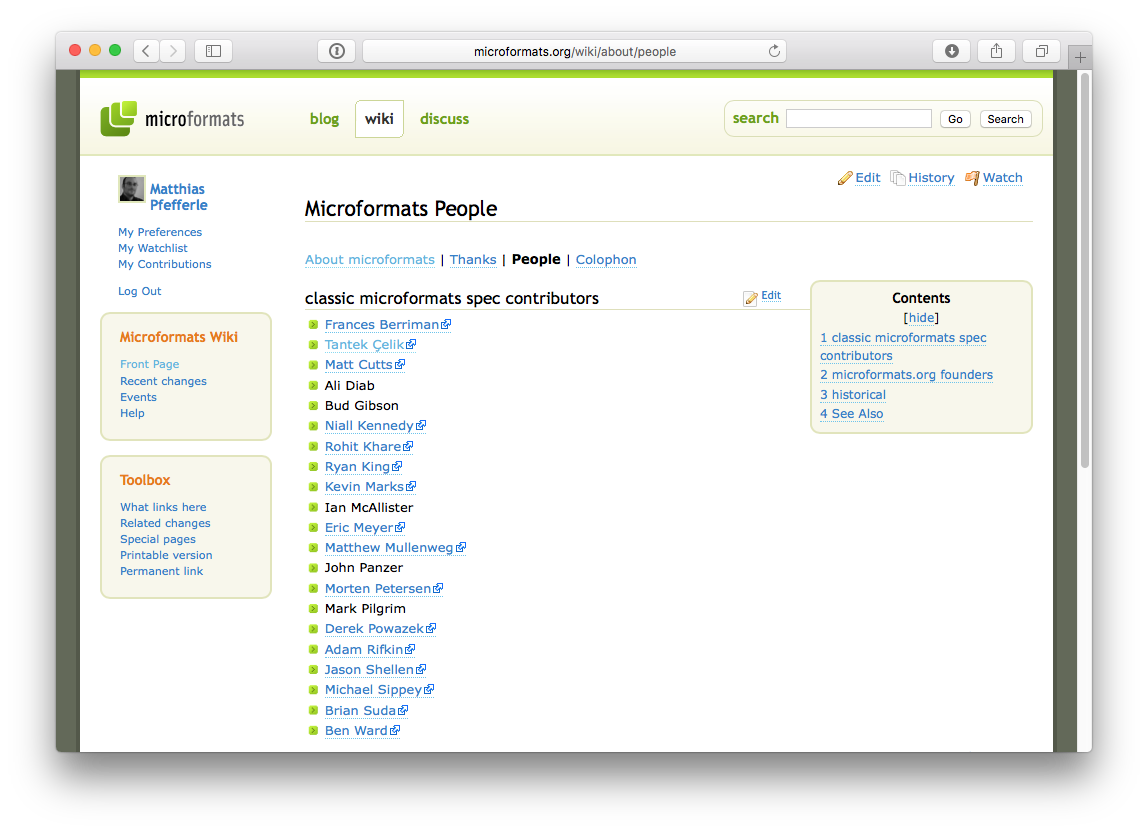 microformats.org/wiki/about/people
microformats
blog
wiki
discuss
search
Go
Search
Matthias
Pfefferle
My Preferences
My Watchlist
My Contributions
Log Out
Microformats Wiki
Front Page
Recent changes
Events
Help
Toolbox
What links here
Related changes
Special pages
Printable version
Permanent link
Edit
History
Watch
Microformats People
About microformats | Thanks | People | Colophon
classic microformats spec contributors
Edit
Frances Berriman
Tantek Çelik
Matt Cutts
Ali Diab
Bud Gibson
Niall Kennedy
Rohit Khare
Ryan King
Kevin Marks
Ian McAllister
Eric Meyer
Matthew Mullenweg
John Panzer
Morten Petersen
Mark Pilgrim
Derek Powazek
Adam Rifkin
Jason Shellen
Michael Sippey
Brian Suda
Ben Ward
Contents
[hide]
1 classic microformats spec
contributors
2 microformats.org founders
3 historical
4 See Also